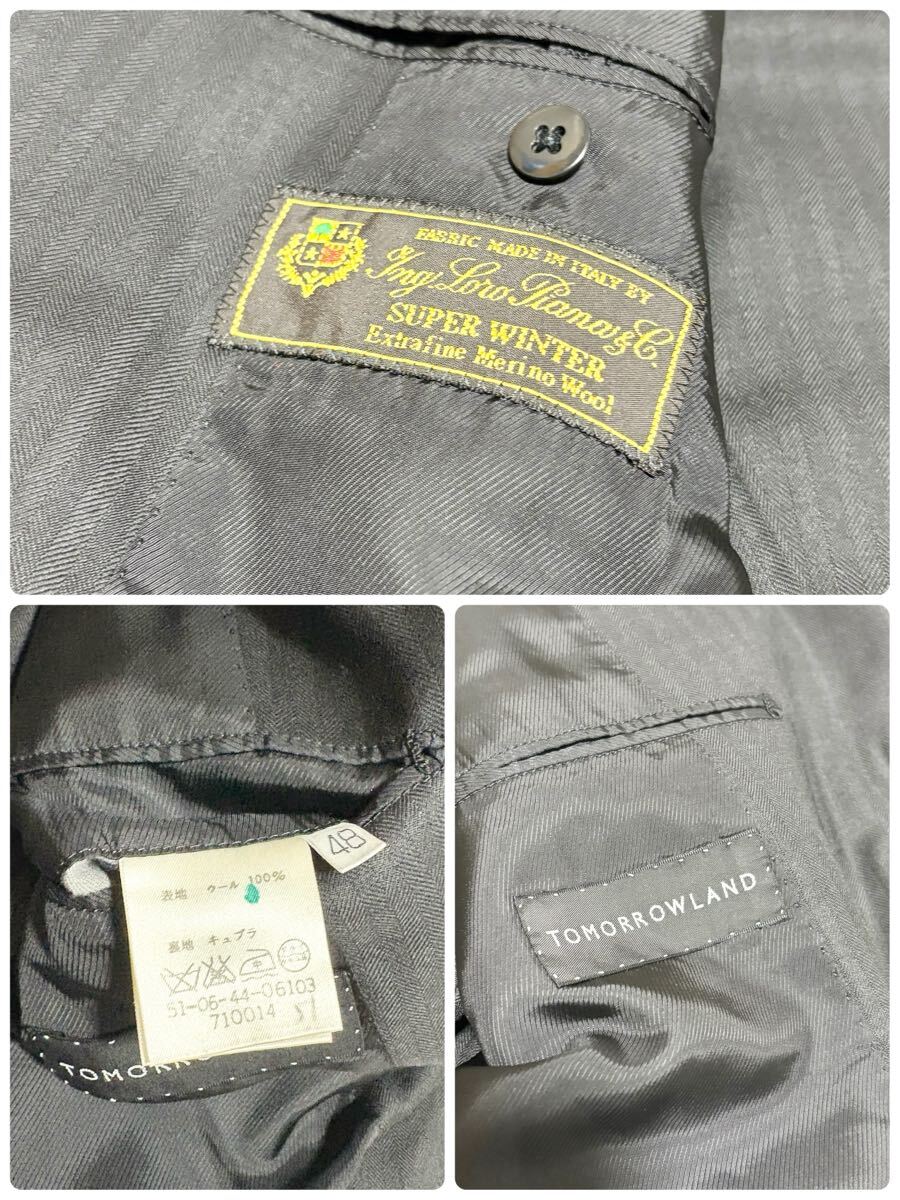 FABRIC MADE IN ITALY BY
Ing. Loro Piana & C.
SUPER WINTER
Extrafine Merino Wool
48
表地 ウール 100%
裏地 キュプラ
51-06-44-06103
710014
TOMORRO
TOMORROWLAND